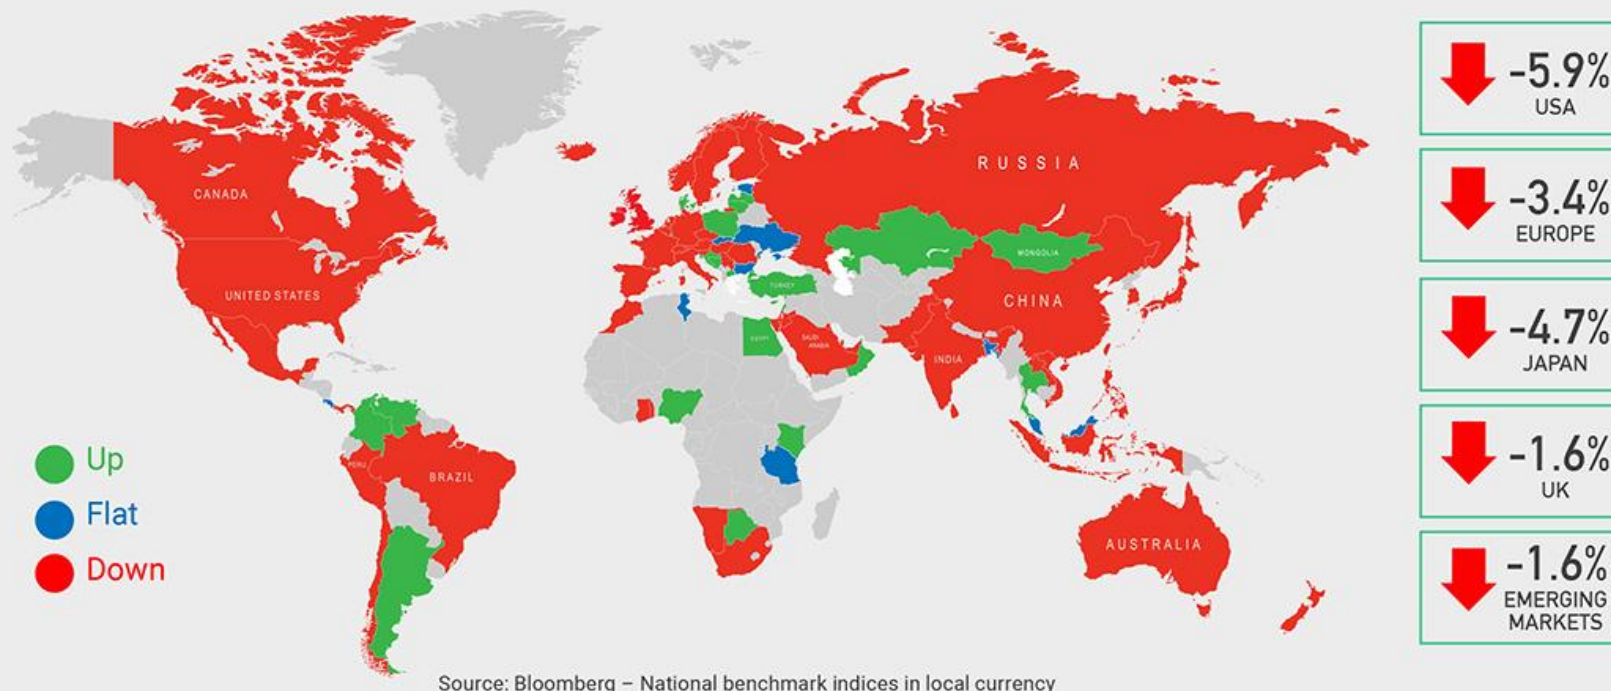 CANADA
UNITED STATES
PERU
BRAZIL
RUSSIA
MONGOLIA
TURKEY
CHINA
EGYPT
SAUDI
ARABIA
INDIA
AUSTRALIA
Up
Flat
Down
-5.9%
USA
-3.4%
EUROPE
-4.7%
JAPAN
-1.6%
UK
-1.6%
EMERGING
MARKETS
Source: Bloomberg – National benchmark indices in local currency